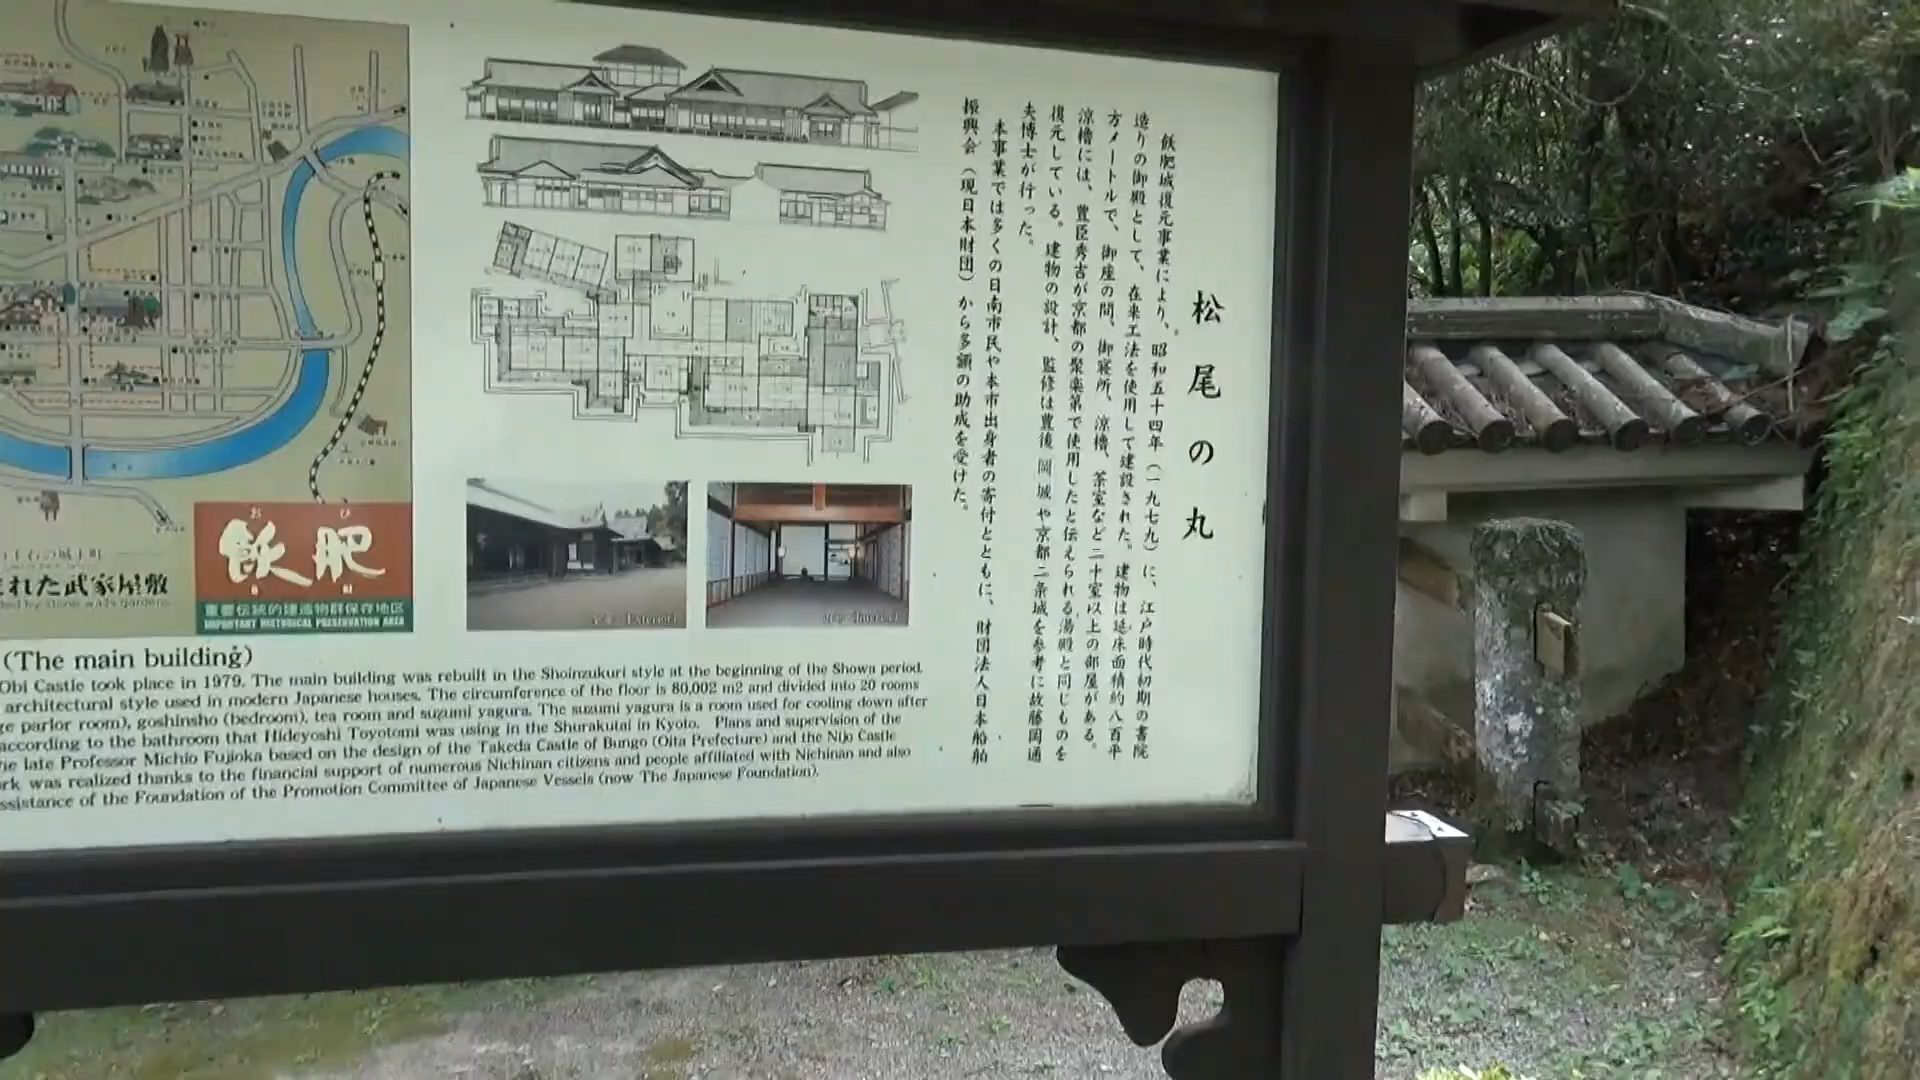 松尾の丸
飫肥城復元事業により、昭和五十四年（一九七九）に、江戸時代初期の書院
造りの御殿として、在来工法を使用して建設された。建物は延床面積約八百平
方メートルで、御座の間、御寝所、涼櫓、茶室など二十室以上の部屋がある。
涼櫓には、豊臣秀吉が京都の聚楽第で使用したと伝えられる湯殿と同じものを
復元している。建物の設計、監修は豊後岡城や京都二条城を参考に故藤岡通
夫博士が行った。
本事業では多くの日南市民や本市出身者の寄付とともに、財団法人日本船舶
振興会（現日本財団）から多額の助成を受けた。
お び
飫肥
重要伝統的建造物群保存地区
IMPORTANT HISTORICAL PRESERVATION AREA
れた武家屋敷
Exterior
Interior
(The main building)
Obi Castle took place in 1979. The main building was rebuilt in the Shoinzukuri style at the beginning of the Showa period.
architectural style used in modern Japanese houses. The circumference of the floor is 80,002 m2 and divided into 20 rooms
ge parlor room), goshinsho (bedroom), tea room and suzumi yagura. The suzumi yagura is a room used for cooling down after
according to the bathroom that Hideyoshi Toyotomi was using in the Shurakutai in Kyoto. Plans and supervision of the
he late Professor Michio Fujioka based on the design of the Takeda Castle of Bungo (Oita Prefecture) and the Nijo Castle
rk was realized thanks to the financial support of numerous Nichinan citizens and people affiliated with Nichinan and also
ssistance of the Foundation of the Promotion Committee of Japanese Vessels (now The Japanese Foundation).